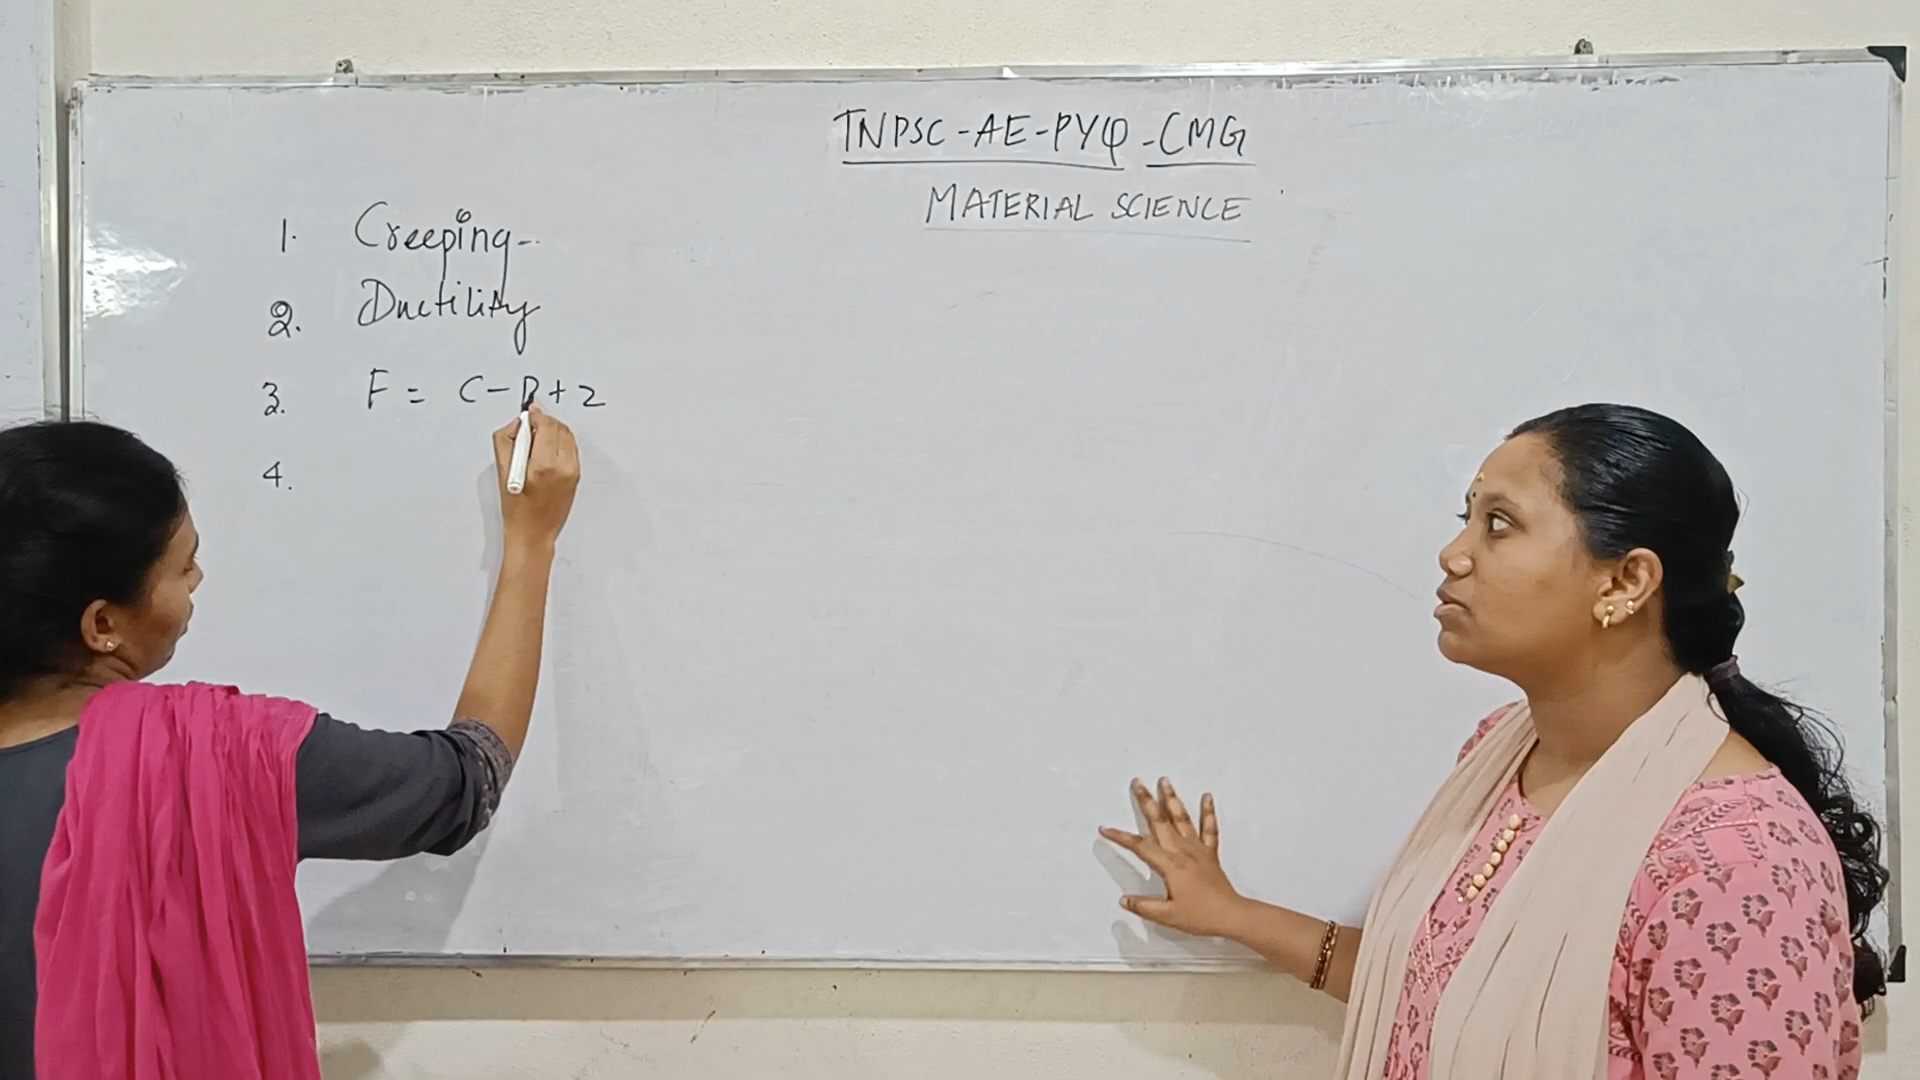 TNPSC-AE-PYQ-CMG
MATERIAL SCIENCE
1. Creeping-
2. Ductility
3. F = C-P+2
4.